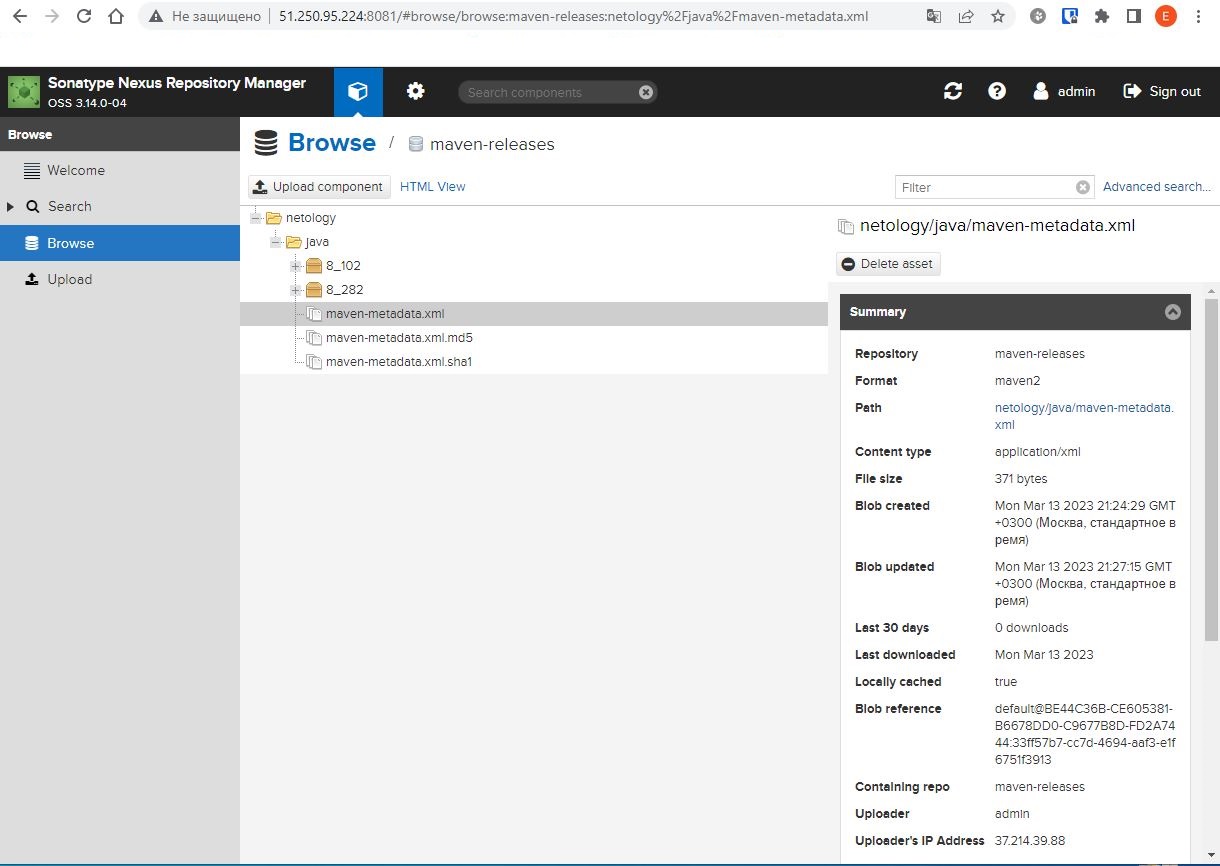 Не защищено 51.250.95.224:8081/#browse/browse:maven-releases:netology%2Fjava%2Fmaven-metadata.xml
E
Sonatype Nexus Repository Manager
OSS 3.14.0-04
Search components
admin
Sign out
Browse
Welcome
Search
Browse
Upload
Browse / maven-releases
Upload component
HTML View
Filter
Advanced search...
netology
java
8_102
8_282
maven-metadata.xml
maven-metadata.xml.md5
maven-metadata.xml.sha1
netology/java/maven-metadata.xml
Delete asset
Summary
Repository maven-releases
Format maven2
Path netology/java/maven-metadata.
xml
Content type application/xml
File size 371 bytes
Blob created Mon Mar 13 2023 21:24:29 GMT
+0300 (Москва, стандартное в
ремя)
Blob updated Mon Mar 13 2023 21:27:15 GMT
+0300 (Москва, стандартное в
ремя)
Last 30 days 0 downloads
Last downloaded Mon Mar 13 2023
Locally cached true
Blob reference default@BE44C36B-CE605381-
B6678DD0-C9677B8D-FD2A74
44:33ff57b7-cc7d-4694-aaf3-e1f
6751f3913
Containing repo maven-releases
Uploader admin
Uploader's IP Address 37.214.39.88